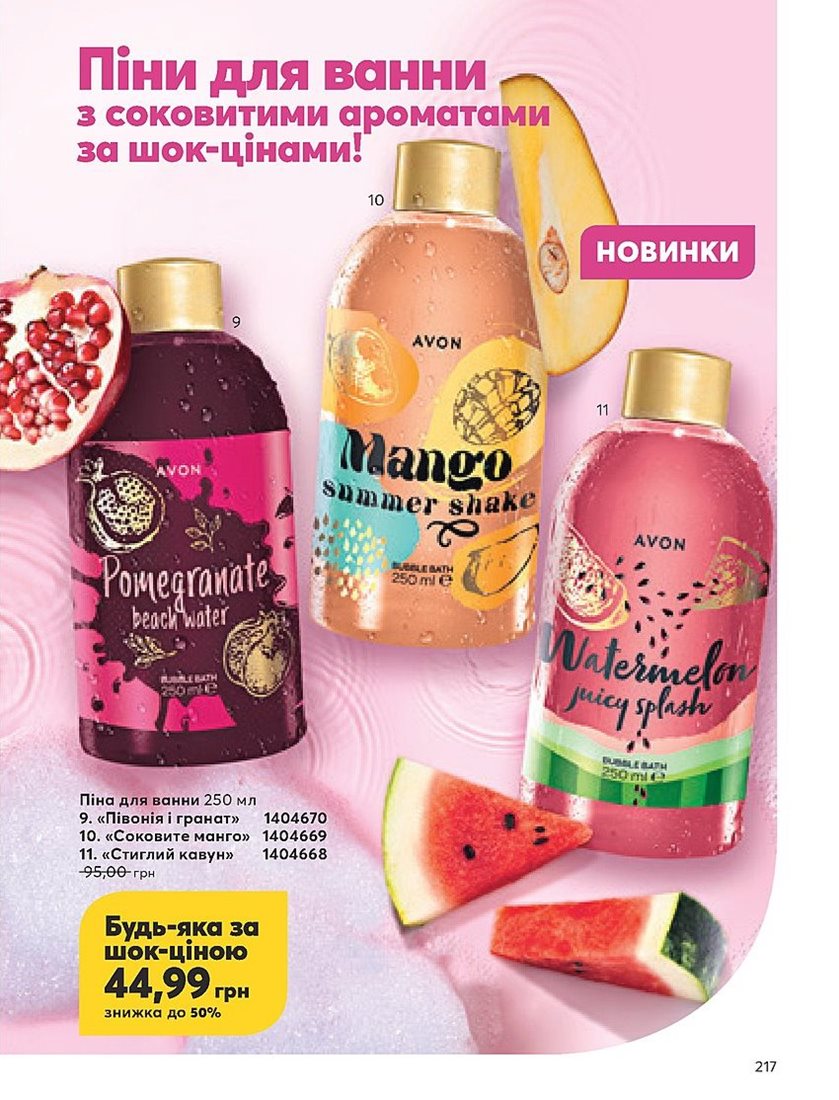 Піни для ванни
з соковитими ароматами
за шок-цінами!
10
НОВИНКИ
9
AVON
11
Mango
summer shake
BUBBLE BATH
250 ml e
AVON
Pomegranate
beach water
BUBBLE BATH
250 ml e
AVON
Watermelon
juicy splash
BUBBLE BATH
250 ml e
Піна для ванни 250 мл
9. «Півонія і гранат» 1404670
10. «Соковите манго» 1404669
11. «Стиглий кавун» 1404668
95,00 грн
Будь-яка за
шок-ціною
44,99 грн
знижка до 50%
217